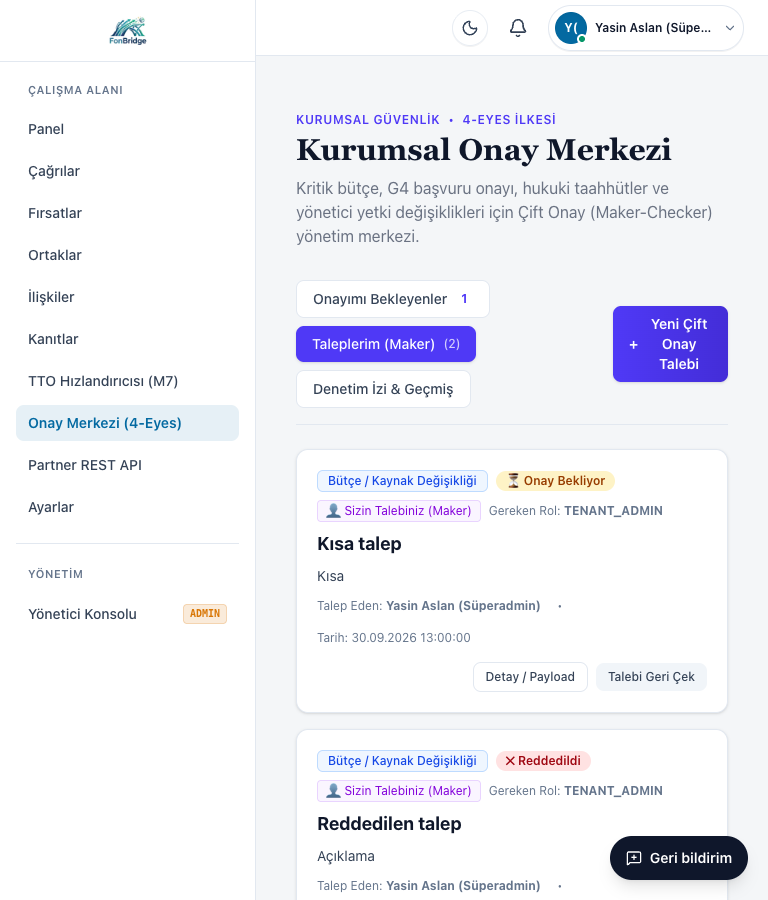 FonBridge
Y(
Yasin Aslan (Süpe...
ÇALIŞMA ALANI
Panel
Çağrılar
Fırsatlar
Ortaklar
İlişkiler
Kanıtlar
TTO Hızlandırıcısı (M7)
Onay Merkezi (4-Eyes)
Partner REST API
Ayarlar
YÖNETİM
Yönetici Konsolu
ADMIN
KURUMSAL GÜVENLİK • 4-EYES İLKESİ
Kurumsal Onay Merkezi
Kritik bütçe, G4 başvuru onayı, hukuki taahhütler ve
yönetici yetki değişiklikleri için Çift Onay (Maker-Checker)
yönetim merkezi.
Onayımı Bekleyenler 1
Taleplerim (Maker) (2)
Denetim İzi & Geçmiş
+ Yeni Çift
Onay
Talebi
Bütçe / Kaynak Değişikliği ⏳ Onay Bekliyor
👤 Sizin Talebiniz (Maker) Gereken Rol: TENANT_ADMIN
Kısa talep
Kısa
Talep Eden: Yasin Aslan (Süperadmin) •
Tarih: 30.09.2026 13:00:00
Detay / Payload
Talebi Geri Çek
Bütçe / Kaynak Değişikliği ✕ Reddedildi
👤 Sizin Talebiniz (Maker) Gereken Rol: TENANT_ADMIN
Reddedilen talep
Açıklama
Talep Eden: Yasin Aslan (Süperadmin) •
Geri bildirim